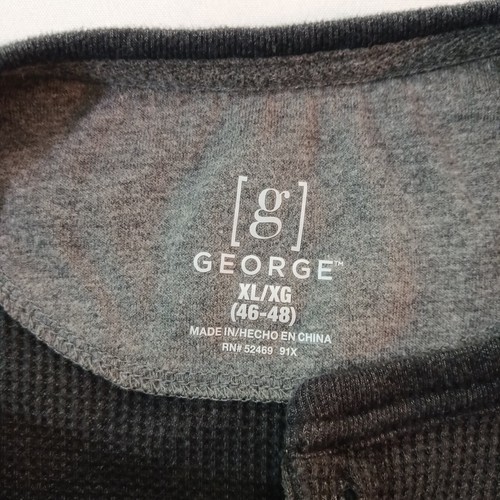 [g]
GEORGE™
XL/XG
(46-48)
MADE IN/HECHO EN CHINA
RN# 52469 91X